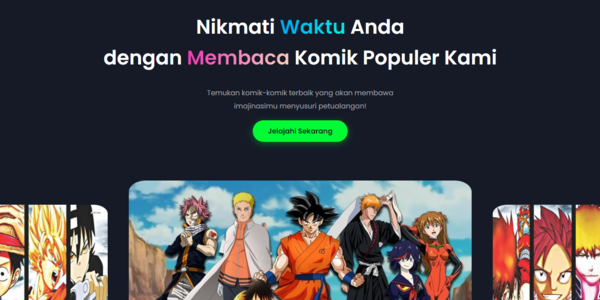 Nikmati Waktu Anda
dengan Membaca Komik Populer Kami
Temukan komik-komik terbaik yang akan membawa
imajinasimu menyusuri petualangan!
Jelajahi Sekarang